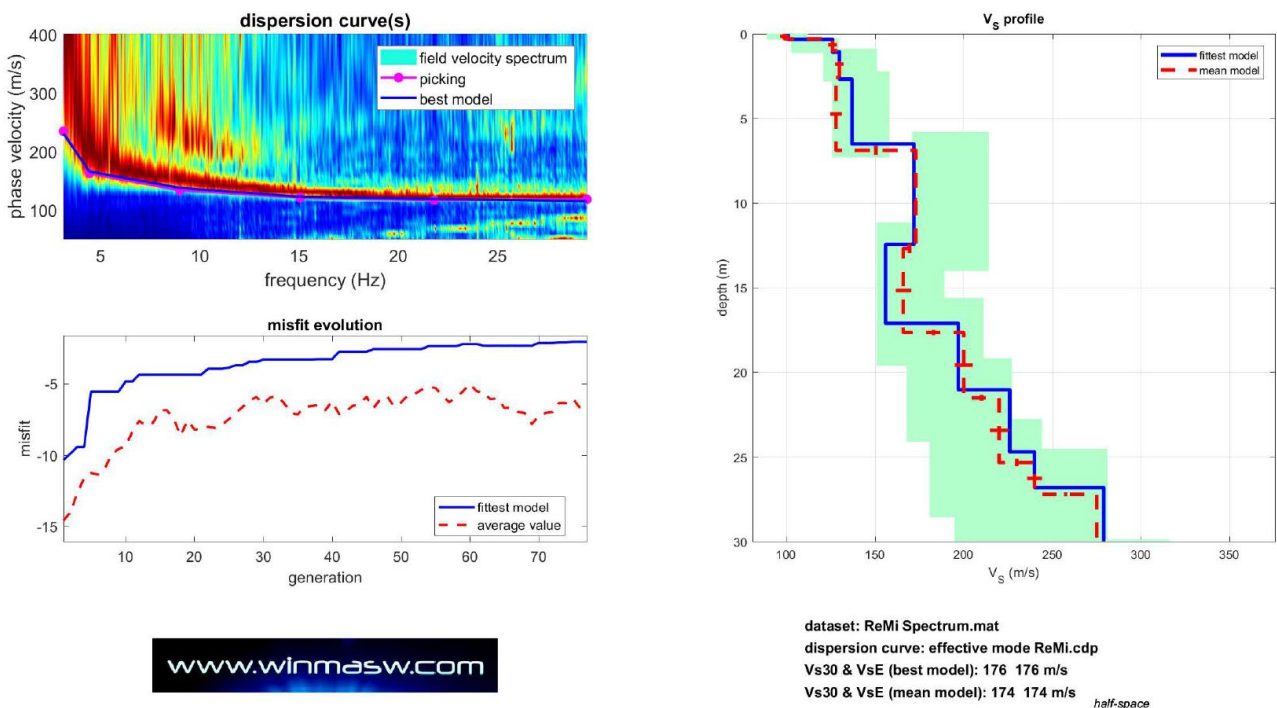 dispersion curve(s)
400
300
200
100
phase velocity (m/s)
field velocity spectrum
picking
best model
5 10 15 20 25
frequency (Hz)
misfit evolution
-5
-10
-15
misfit
fittest model
average value
10 20 30 40 50 60 70
generation
www.winmasw.com
V_S profile
0
5
10
15
20
25
30
depth (m)
fittest model
mean model
100 150 200 250 300 350
V_S (m/s)
dataset: ReMi Spectrum.mat
dispersion curve: effective mode ReMi.cdp
Vs30 & VsE (best model): 176 176 m/s
Vs30 & VsE (mean model): 174 174 m/s
half-space